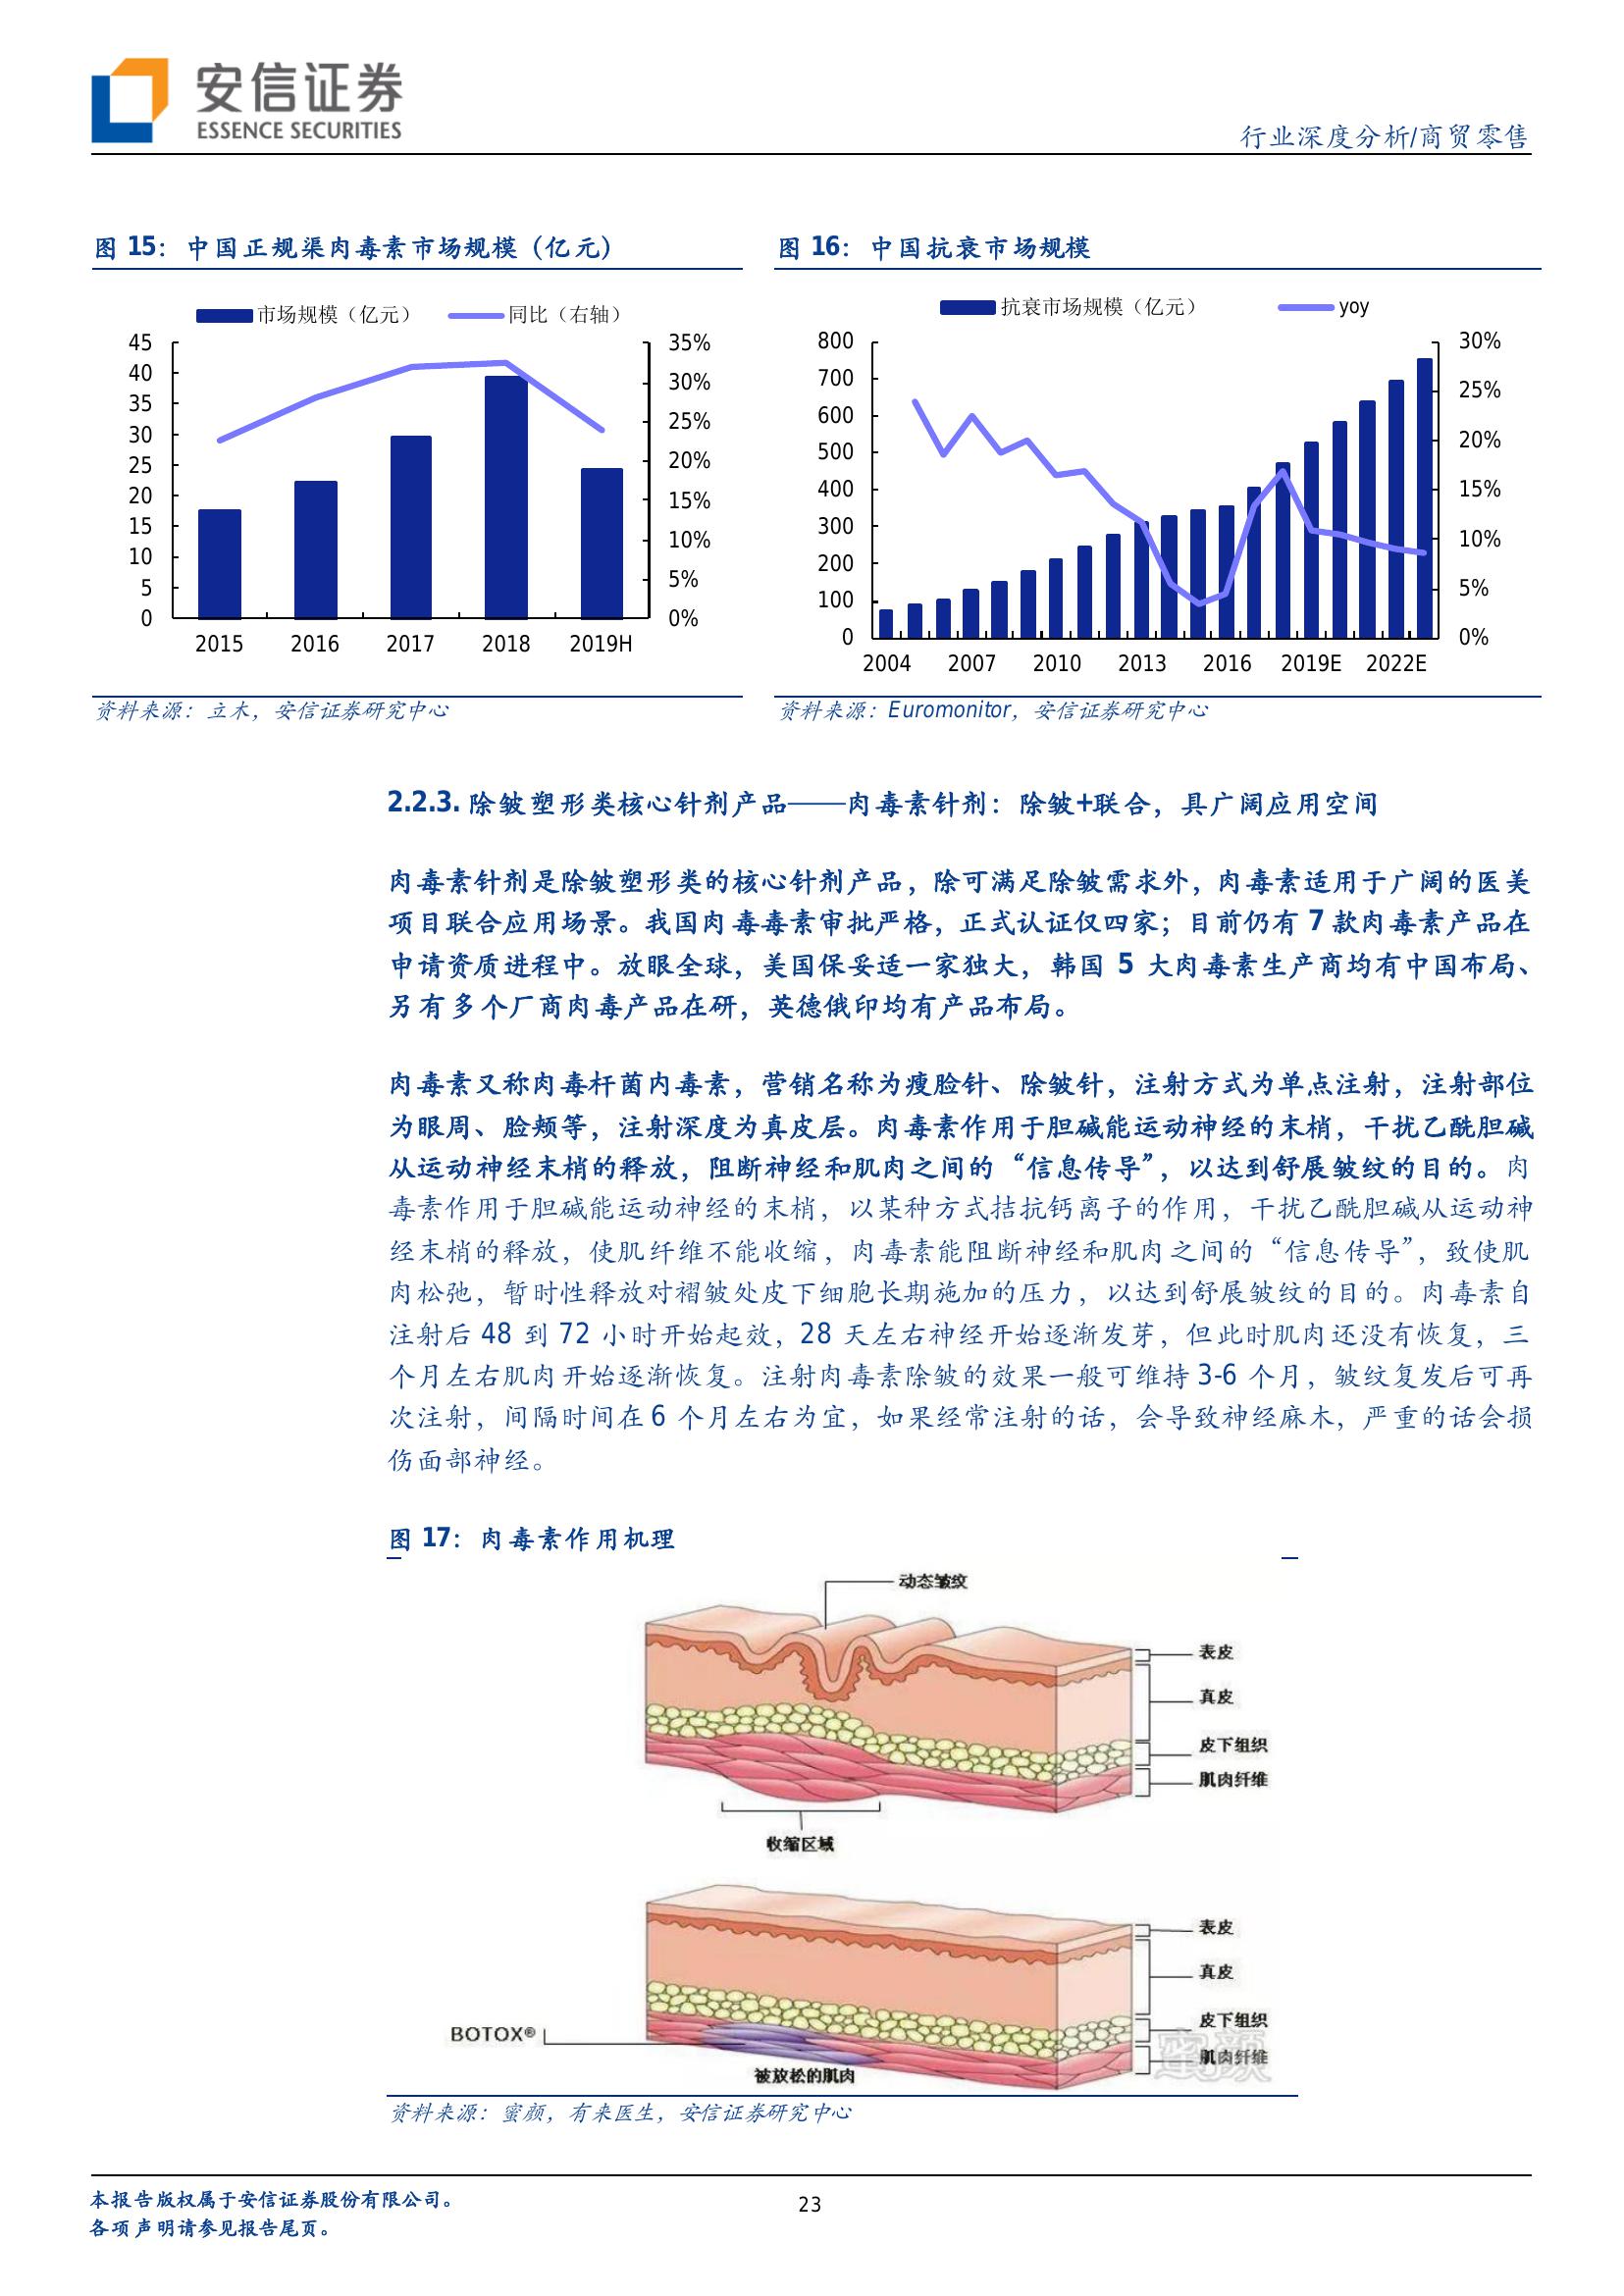 安信证券
ESSENCE SECURITIES
行业深度分析/商贸零售
图 15：中国正规渠肉毒素市场规模（亿元）
市场规模（亿元）
同比（右轴）
45
40
35
30
25
20
15
10
5
0
35%
30%
25%
20%
15%
10%
5%
0%
2015 2016 2017 2018 2019H
资料来源：立木，安信证券研究中心
图 16：中国抗衰市场规模
抗衰市场规模（亿元）
yoy
800
700
600
500
400
300
200
100
0
30%
25%
20%
15%
10%
5%
0%
2004 2007 2010 2013 2016 2019E 2022E
资料来源：Euromonitor，安信证券研究中心
2.2.3. 除皱塑形类核心针剂产品——肉毒素针剂：除皱+联合，具广阔应用空间
肉毒素针剂是除皱塑形类的核心针剂产品，除可满足除皱需求外，肉毒素适用于广阔的医美
项目联合应用场景。我国肉毒毒素审批严格，正式认证仅四家；目前仍有 7 款肉毒素产品在
申请资质进程中。放眼全球，美国保妥适一家独大，韩国 5 大肉毒素生产商均有中国布局、
另有多个厂商肉毒产品在研，英德俄印均有产品布局。
肉毒素又称肉毒杆菌内毒素，营销名称为瘦脸针、除皱针，注射方式为单点注射，注射部位
为眼周、脸颊等，注射深度为真皮层。肉毒素作用于胆碱能运动神经的末梢，干扰乙酰胆碱
从运动神经末梢的释放，阻断神经和肌肉之间的“信息传导”，以达到舒展皱纹的目的。肉
毒素作用于胆碱能运动神经的末梢，以某种方式拮抗钙离子的作用，干扰乙酰胆碱从运动神
经末梢的释放，使肌纤维不能收缩，肉毒素能阻断神经和肌肉之间的“信息传导”，致使肌
肉松弛，暂时性释放对褶皱处皮下细胞长期施加的压力，以达到舒展皱纹的目的。肉毒素自
注射后 48 到 72 小时开始起效，28 天左右神经开始逐渐发芽，但此时肌肉还没有恢复，三
个月左右肌肉开始逐渐恢复。注射肉毒素除皱的效果一般可维持 3-6 个月，皱纹复发后可再
次注射，间隔时间在 6 个月左右为宜，如果经常注射的话，会导致神经麻木，严重的话会损
伤面部神经。
图 17：肉毒素作用机理
动态皱纹
表皮
真皮
皮下组织
肌肉纤维
收缩区域
表皮
真皮
皮下组织
肌肉纤维
蜜颜
BOTOX®
被放松的肌肉
资料来源：蜜颜，有来医生，安信证券研究中心
本报告版权属于安信证券股份有限公司。
各项声明请参见报告尾页。
23